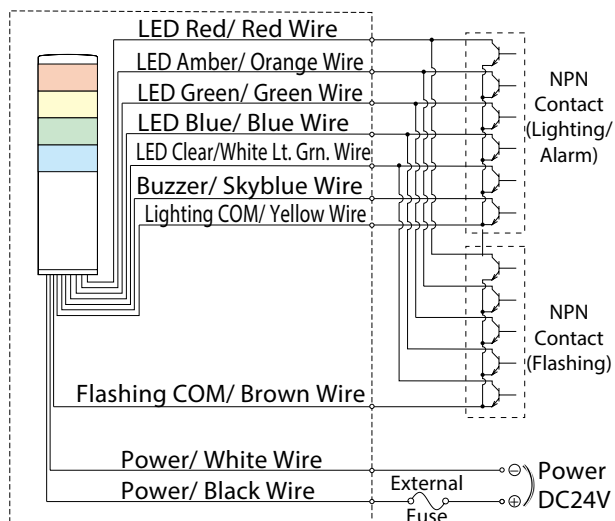 LED Red/ Red Wire
LED Amber/ Orange Wire
LED Green/ Green Wire
LED Blue/ Blue Wire
LED Clear/White Lt. Grn. Wire
Buzzer/ Skyblue Wire
Lighting COM/ Yellow Wire
NPN
Contact
(Lighting/
Alarm)
NPN
Contact
(Flashing)
Flashing COM/ Brown Wire
Power/ White Wire
Power/ Black Wire
External
Fuse
⊖ Power
⊕ DC24V